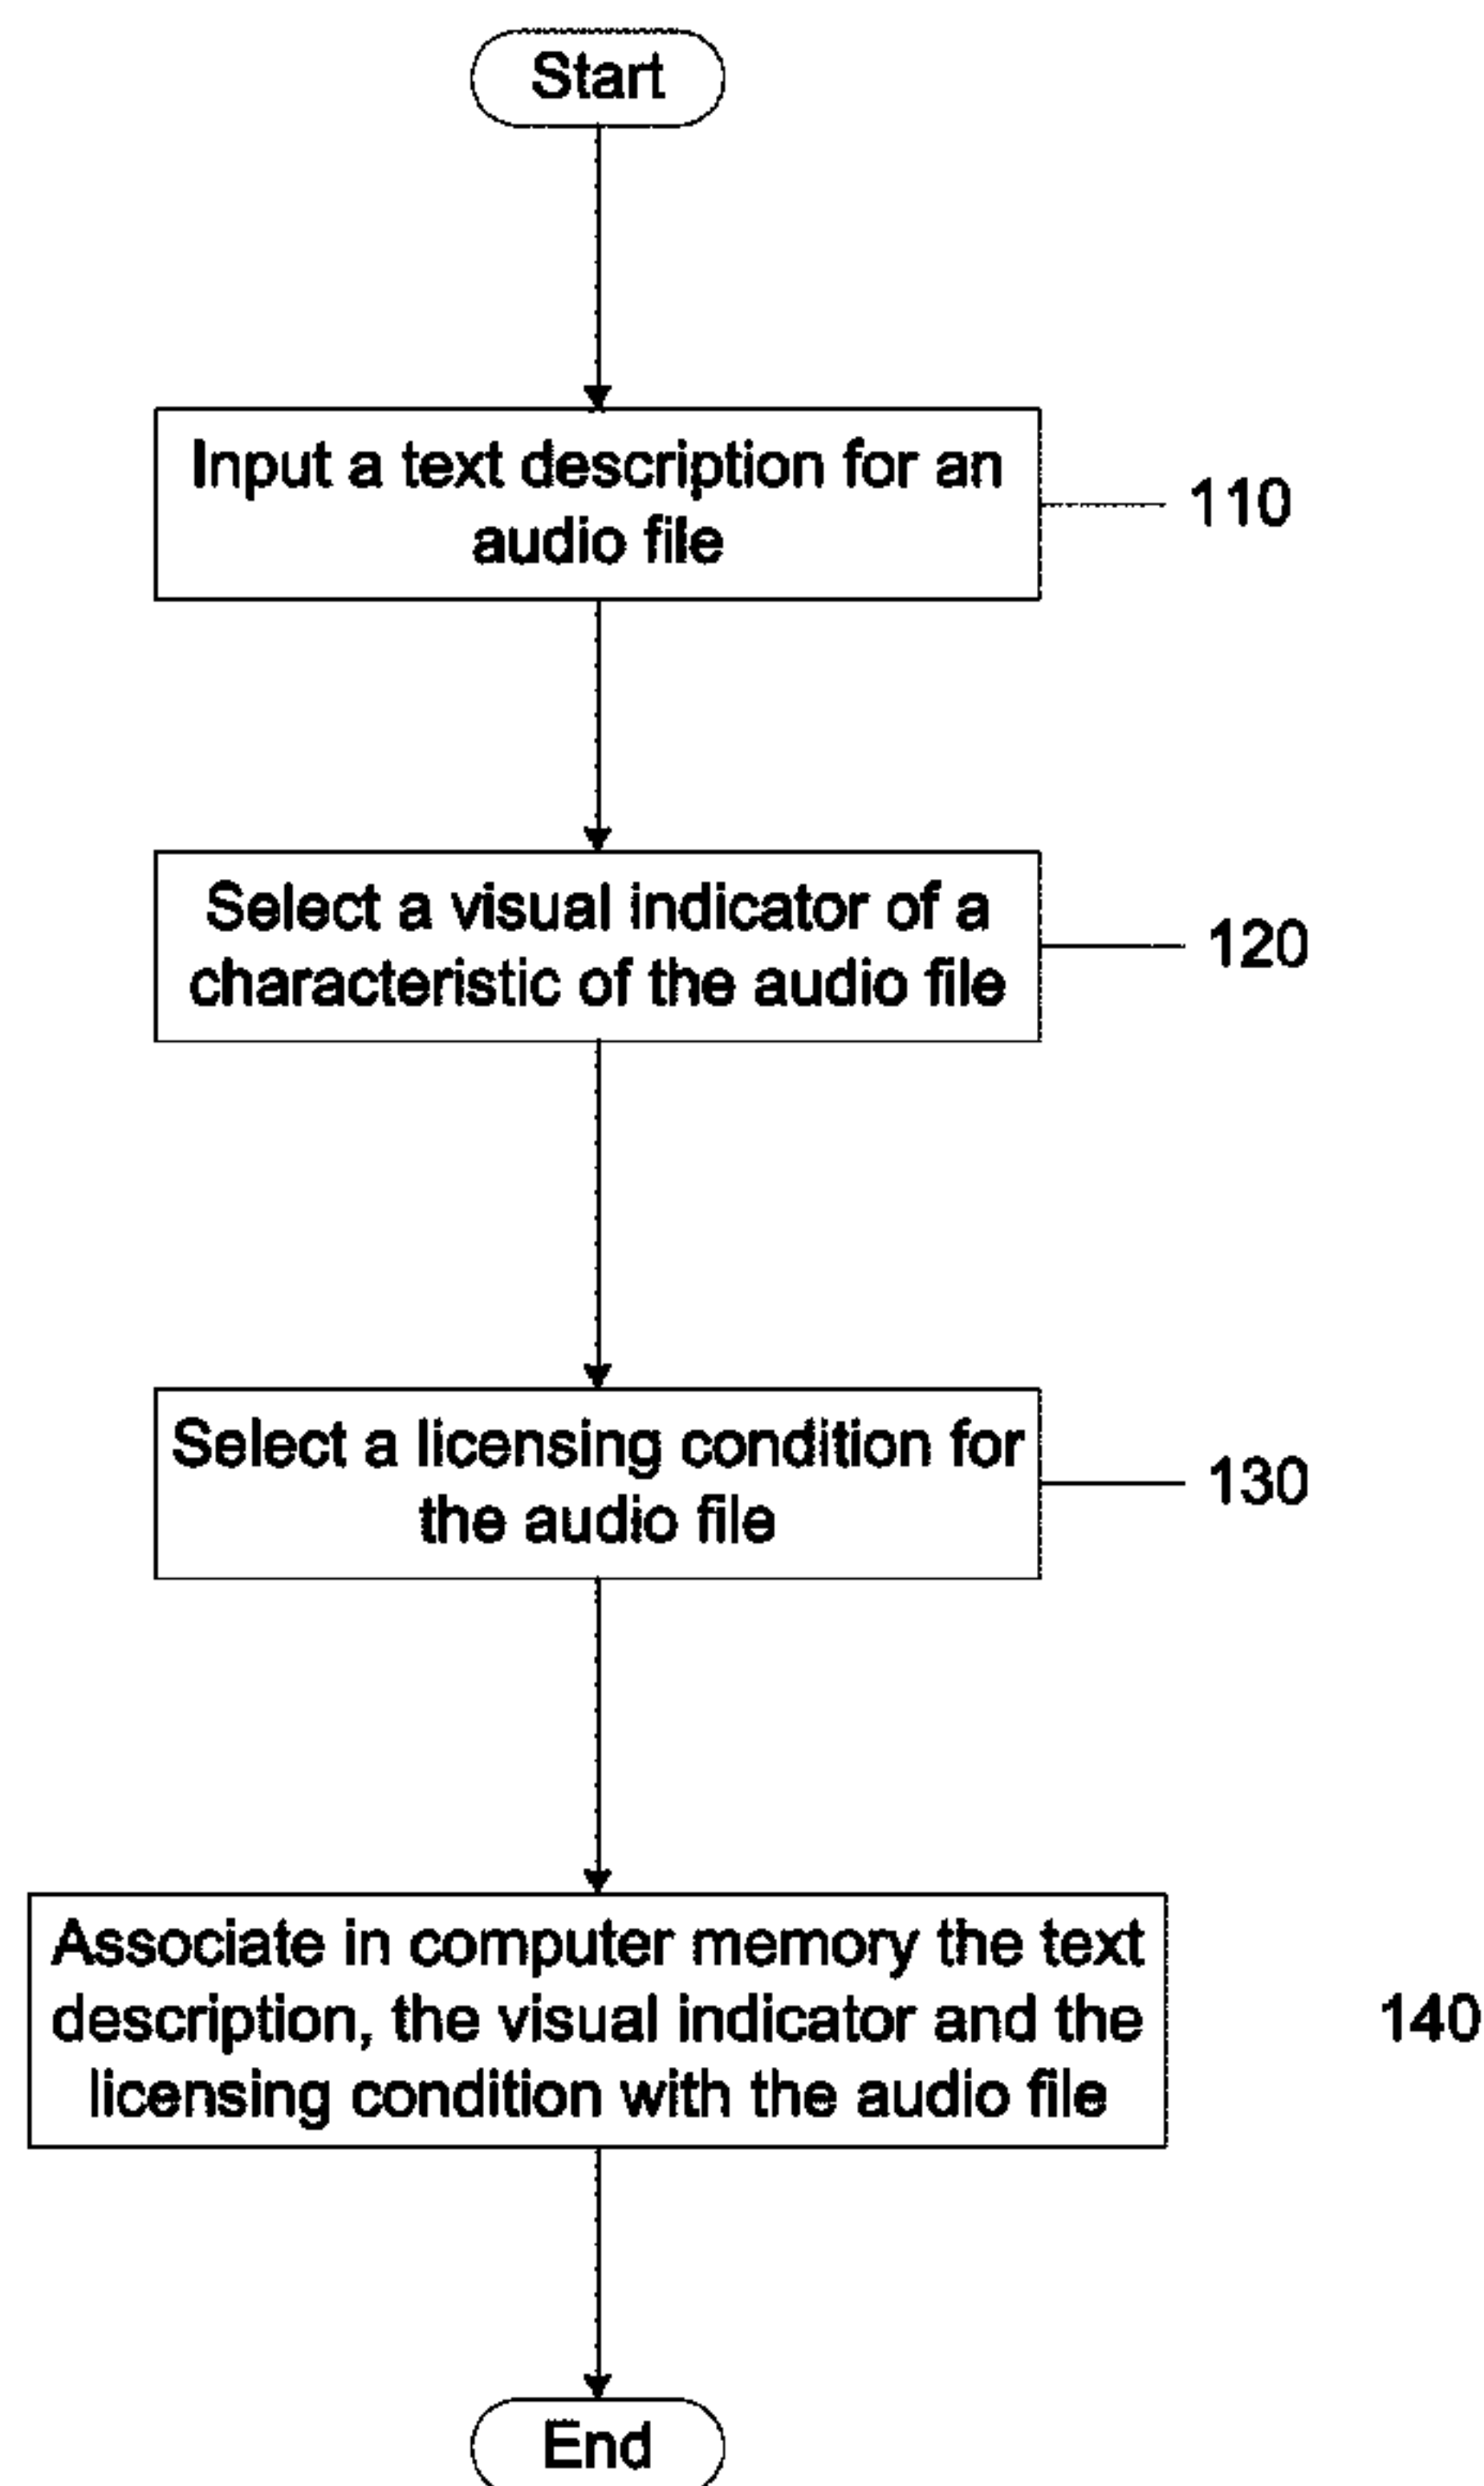 Start
Input a text description for an
audio file
110
Select a visual indicator of a
characteristic of the audio file
120
Select a licensing condition for
the audio file
130
Associate in computer memory the text
description, the visual indicator and the
licensing condition with the audio file
140
End